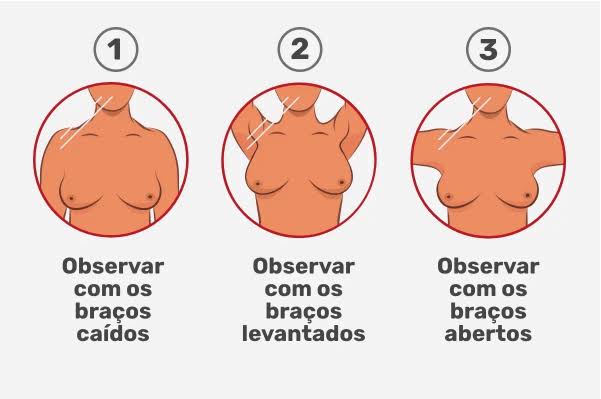 1
Observar
com os
braços
caídos
2
Observar
com os
braços
levantados
3
Observar
com os
braços
abertos